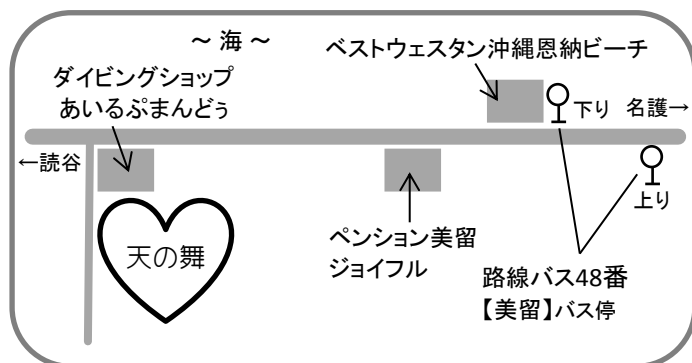 ～ 海 ～
ベストウェスタン沖縄恩納ビーチ
ダイビングショップ
あいるぷまんどぅ
下り
名護→
←読谷
上り
天の舞
ペンション美留
ジョイフル
路線バス48番
【美留】バス停